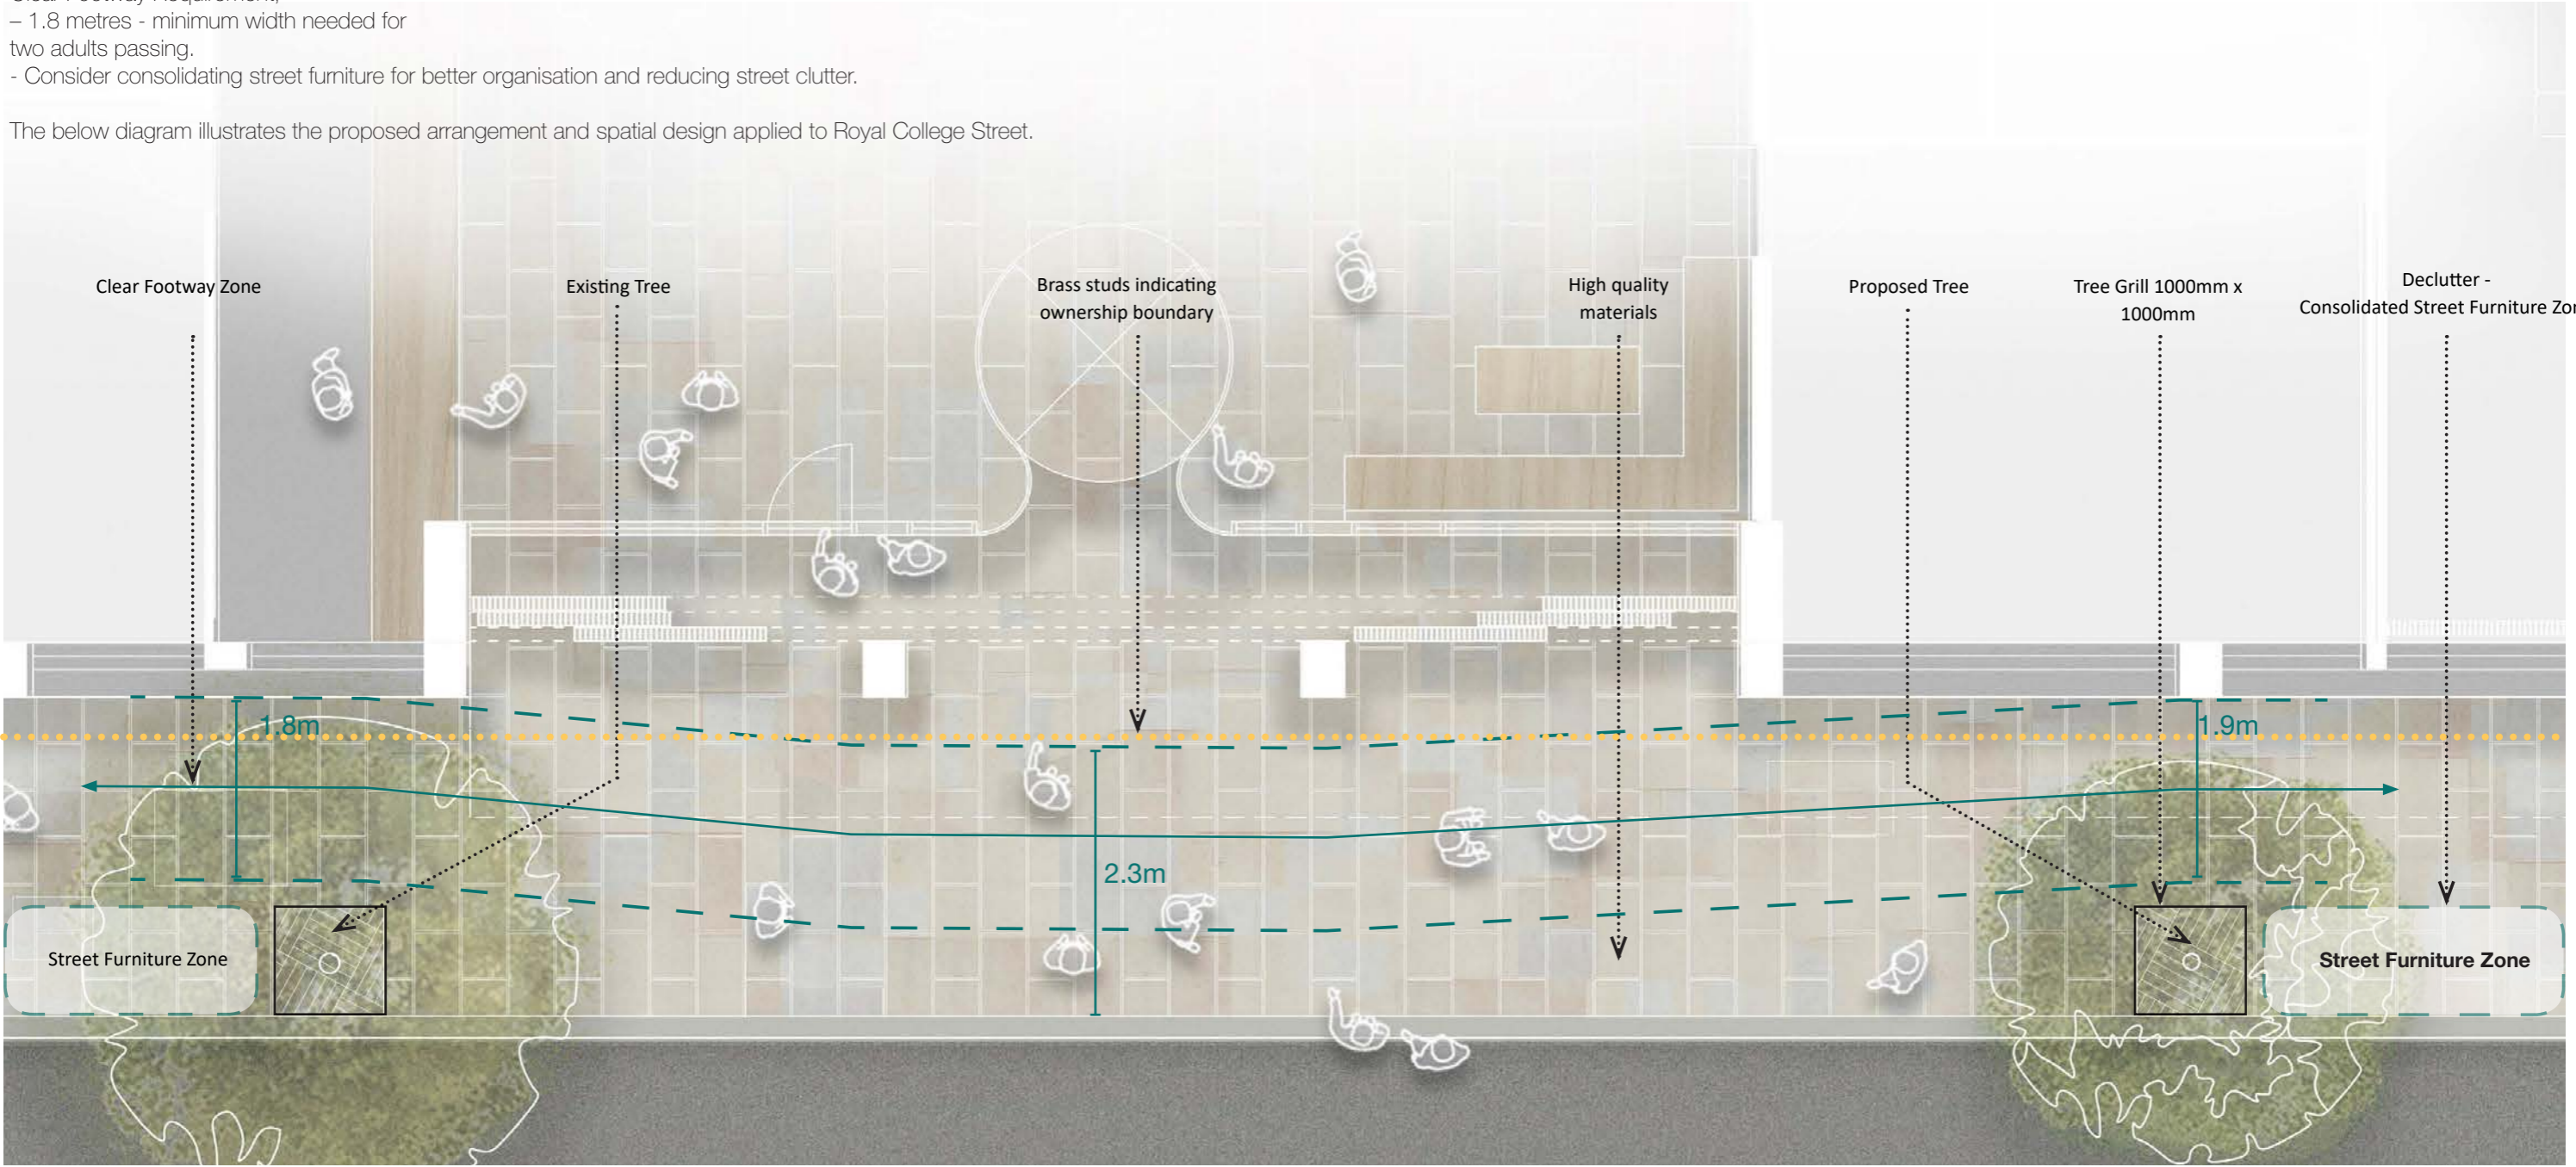 Clear Footway Requirement,
– 1.8 metres - minimum width needed for
two adults passing.
- Consider consolidating street furniture for better organisation and reducing street clutter.
The below diagram illustrates the proposed arrangement and spatial design applied to Royal College Street.
Clear Footway Zone
Existing Tree
Brass studs indicating
ownership boundary
High quality
materials
Proposed Tree
Tree Grill 1000mm x
1000mm
Declutter -
Consolidated Street Furniture
1.8m
1.9m
2.3m
Street Furniture Zone
Street Furniture Zone